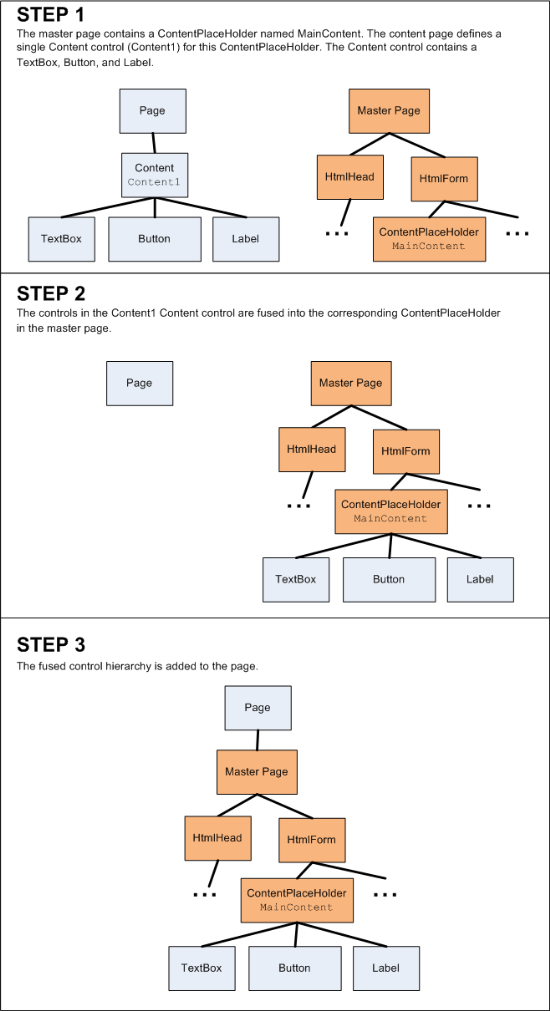 STEP 1
The master page contains a ContentPlaceHolder named MainContent. The content page defines a
single Content control (Content1) for this ContentPlaceHolder. The Content control contains a
TextBox, Button, and Label.
Page
Master Page
Content
Content1
HtmlHead
HtmlForm
TextBox
Button
Label
...
ContentPlaceHolder
MainContent
...
STEP 2
The controls in the Content1 Content control are fused into the corresponding ContentPlaceHolder
in the master page.
Page
Master Page
HtmlHead
HtmlForm
...
ContentPlaceHolder
MainContent
...
TextBox
Button
Label
STEP 3
The fused control hierarchy is added to the page.
Page
Master Page
HtmlHead
HtmlForm
...
ContentPlaceHolder
MainContent
...
TextBox
Button
Label